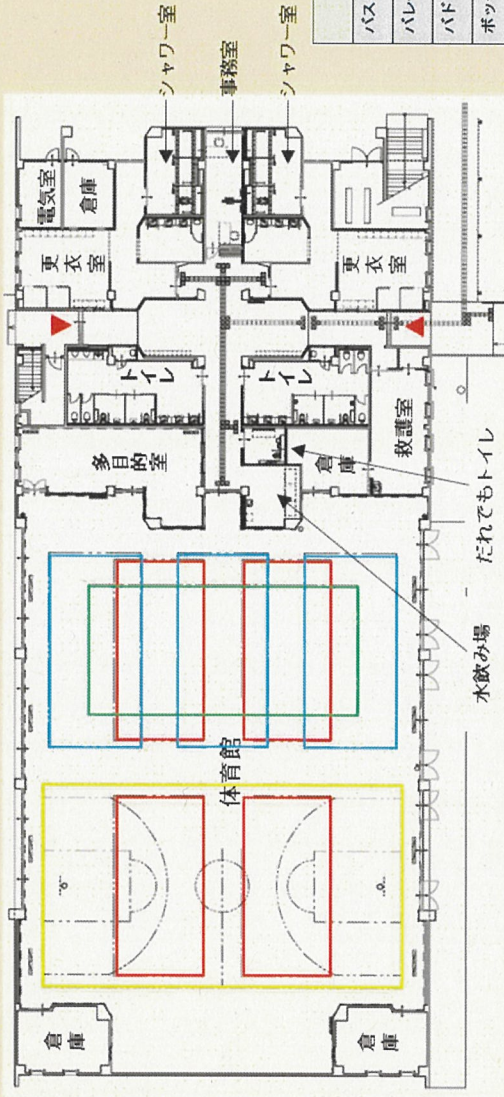 シャワー室
事務室
シャワー室
電気室
倉庫
更衣室
更衣室
トイレ
トイレ
多目的室
倉庫
救護室
だれでもトイレ
水飲み場
体育館
倉庫
倉庫
バス
バレ
バド
ボッ